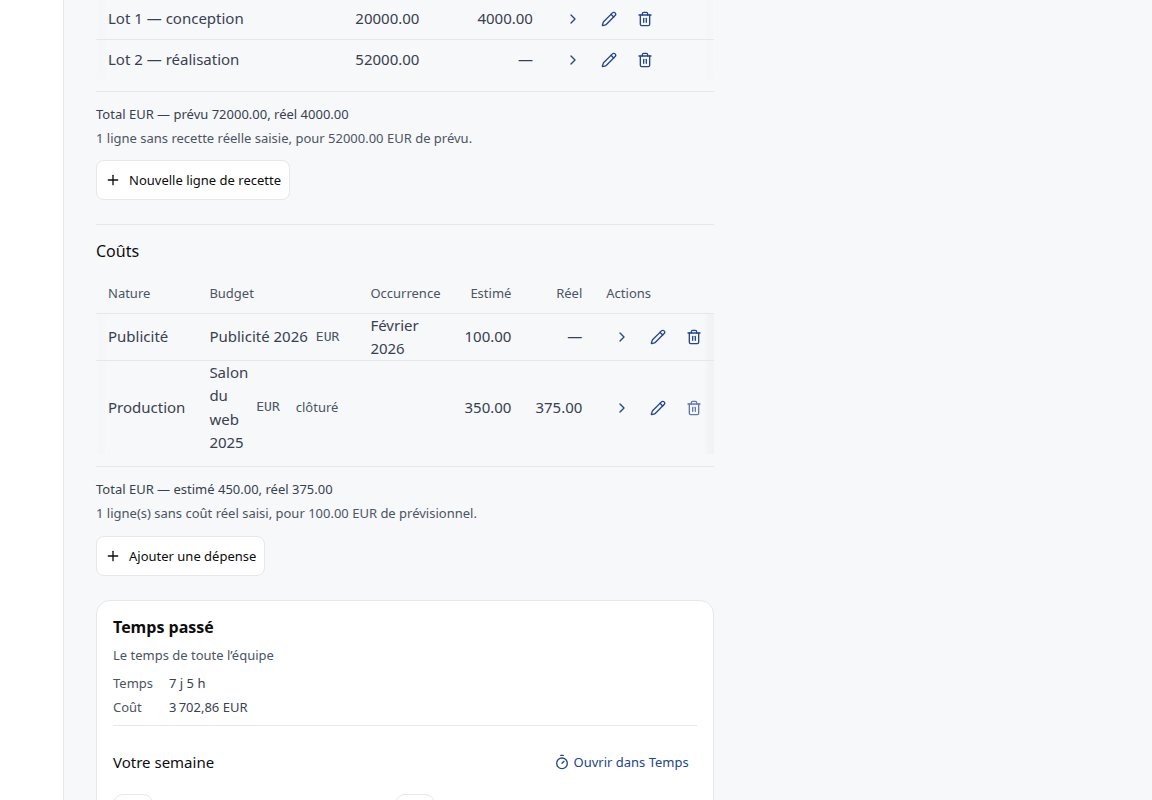 Lot 1 — conception 20000.00 4000.00
Lot 2 — réalisation 52000.00 —
Total EUR — prévu 72000.00, réel 4000.00
1 ligne sans recette réelle saisie, pour 52000.00 EUR de prévu.
Nouvelle ligne de recette
Coûts
Nature Budget Occurrence Estimé Réel Actions
Publicité Publicité 2026 EUR Février 2026 100.00 —
Production Salon du web 2025 EUR clôturé 350.00 375.00
Total EUR — estimé 450.00, réel 375.00
1 ligne(s) sans coût réel saisi, pour 100.00 EUR de prévisionnel.
Ajouter une dépense
Temps passé
Le temps de toute l'équipe
Temps 7 j 5 h
Coût 3 702,86 EUR
Votre semaine Ouvrir dans Temps